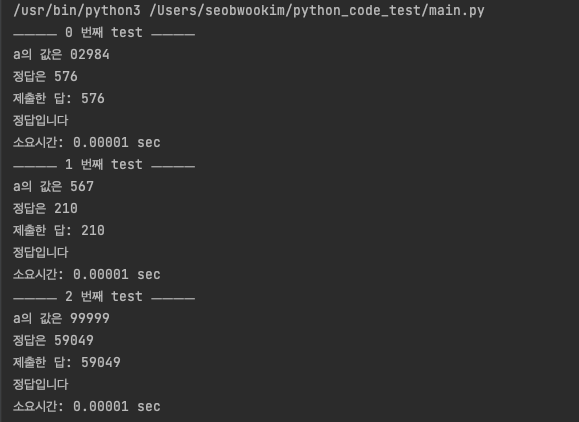 /usr/bin/python3 /Users/seobwookim/python_code_test/main.py
————— 0 번째 test —————
a의 값은 02984
정답은 576
제출한 답: 576
정답입니다
소요시간: 0.00001 sec
————— 1 번째 test —————
a의 값은 567
정답은 210
제출한 답: 210
정답입니다
소요시간: 0.00001 sec
————— 2 번째 test —————
a의 값은 99999
정답은 59049
제출한 답: 59049
정답입니다
소요시간: 0.00001 sec